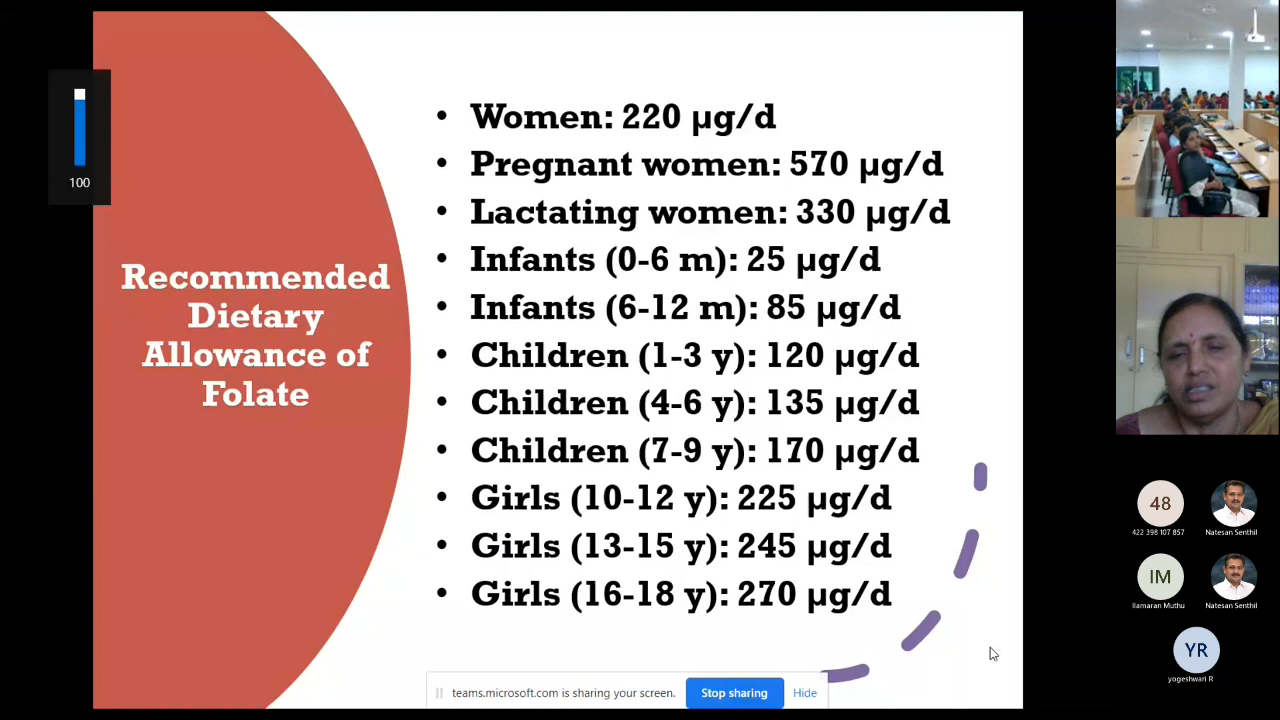 100
Recommended
Dietary
Allowance of
Folate
• Women: 220 µg/d
• Pregnant women: 570 µg/d
• Lactating women: 330 µg/d
• Infants (0-6 m): 25 µg/d
• Infants (6-12 m): 85 µg/d
• Children (1-3 y): 120 µg/d
• Children (4-6 y): 135 µg/d
• Children (7-9 y): 170 µg/d
• Girls (10-12 y): 225 µg/d
• Girls (13-15 y): 245 µg/d
• Girls (16-18 y): 270 µg/d
teams.microsoft.com is sharing your screen. Stop sharing Hide
48
422 398 107 857
Natesan Senthil
IM
Ilamaran Muthu
Natesan Senthil
YR
yogeshwari R